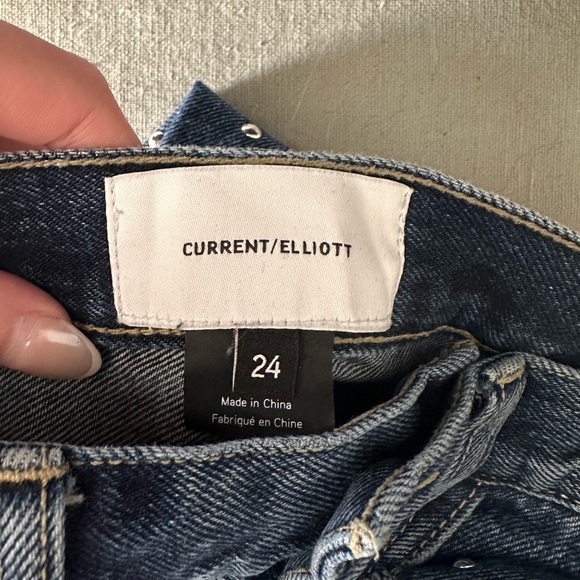 CURRENT/ELLIOTT
24
Made in China
Fabriqué en Chine